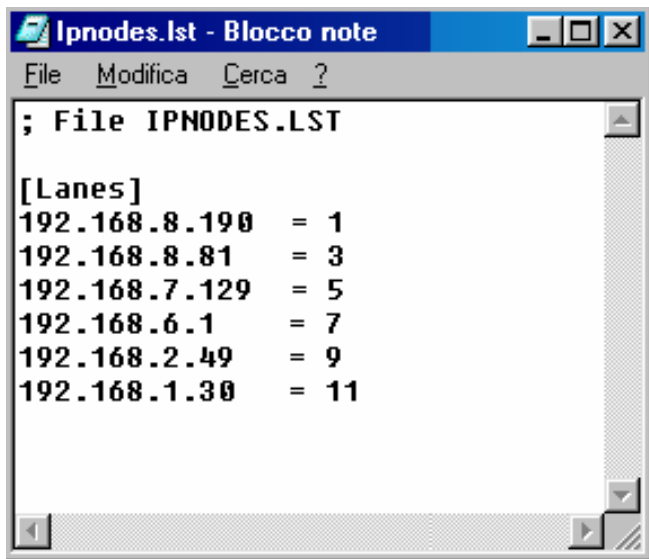 Ipnodes.lst - Blocco note
File Modifica Cerca ?
; File IPNODES.LST
[Lanes]
192.168.8.190 = 1
192.168.8.81 = 3
192.168.7.129 = 5
192.168.6.1 = 7
192.168.2.49 = 9
192.168.1.30 = 11